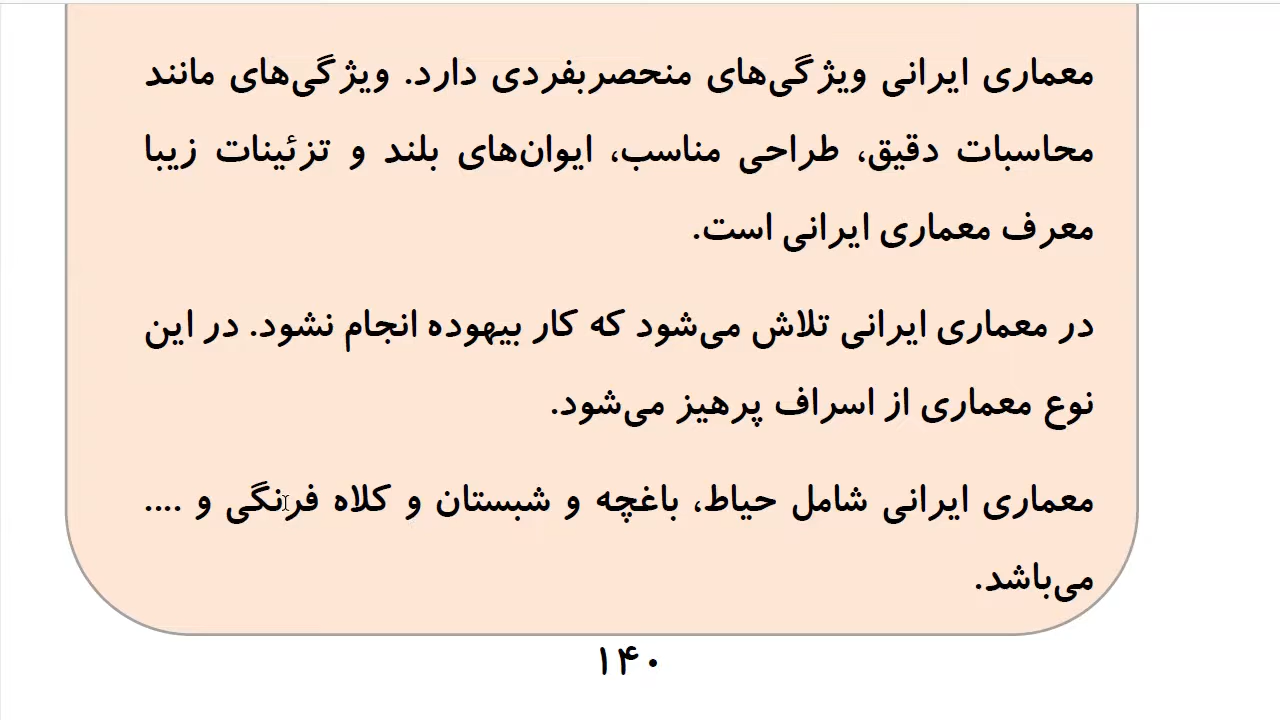 معماری ایرانی ویژگی‌های منحصربفردی دارد. ویژگی‌های مانند
محاسبات دقیق، طراحی مناسب، ایوان‌های بلند و تزئینات زیبا
معرف معماری ایرانی است.
در معماری ایرانی تلاش می‌شود که کار بیهوده انجام نشود. در این
نوع معماری از اسراف پرهیز می‌شود.
معماری ایرانی شامل حیاط، باغچه و شبستان و کلاه فرنگی و ....
می‌باشد.
۱۴۰